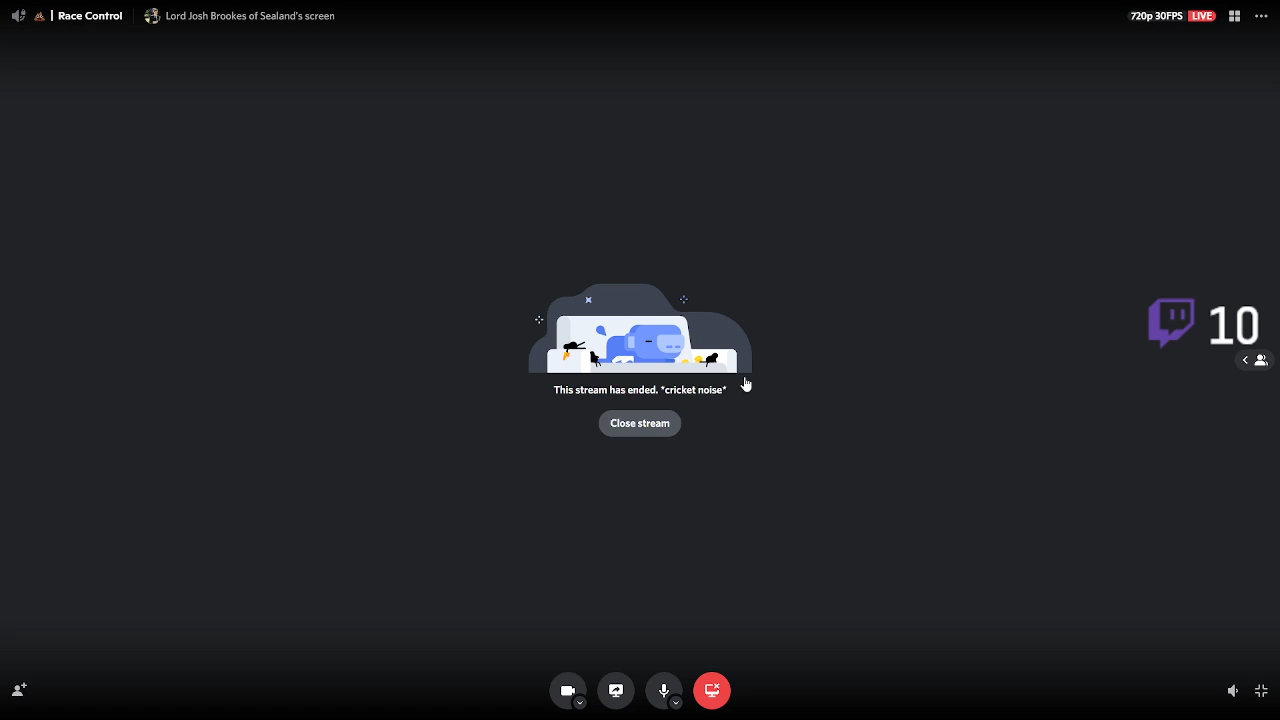 Race Control
Lord Josh Brookes of Sealand's screen
720p 30FPS LIVE
10
This stream has ended. *cricket noise*
Close stream